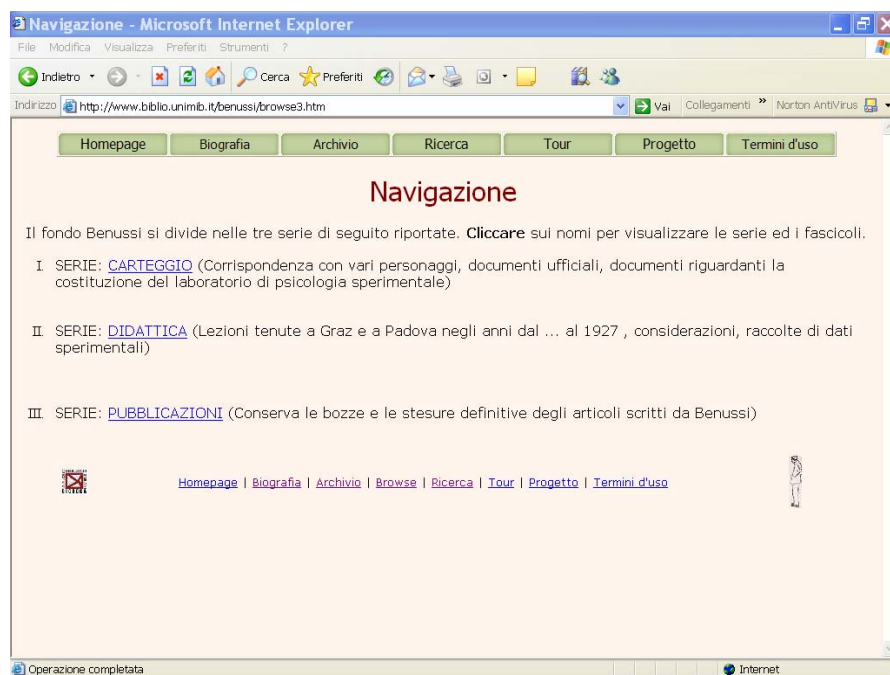 Navigazione - Microsoft Internet Explorer
File Modifica Visualizza Preferiti Strumenti ?
Indietro Cerca Preferiti
Indirizzo http://www.biblio.unimib.it/benussi/browse3.htm Vai Collegamenti » Norton AntiVirus
Homepage Biografia Archivio Ricerca Tour Progetto Termini d'uso
Navigazione
Il fondo Benussi si divide nelle tre serie di seguito riportate. Cliccare sui nomi per visualizzare le serie ed i fascicoli.
I. SERIE: CARTEGGIO (Corrispondenza con vari personaggi, documenti ufficiali, documenti riguardanti la
costituzione del laboratorio di psicologia sperimentale)
II. SERIE: DIDATTICA (Lezioni tenute a Graz e a Padova negli anni dal ... al 1927 , considerazioni, raccolte di dati
sperimentali)
III. SERIE: PUBBLICAZIONI (Conserva le bozze e le stesure definitive degli articoli scritti da Benussi)
Homepage | Biografia | Archivio | Browse | Ricerca | Tour | Progetto | Termini d'uso
Operazione completata Internet